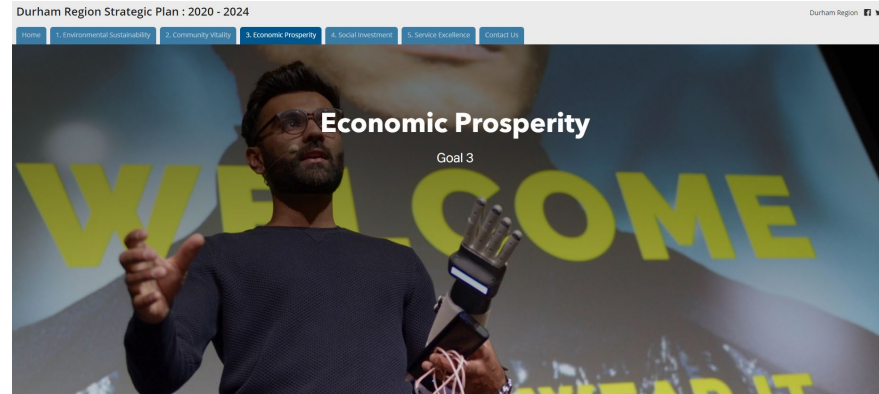 Durham Region Strategic Plan : 2020 - 2024
Durham Region
Home
1. Environmental Sustainability
2. Community Vitality
3. Economic Prosperity
4. Social Investment
5. Service Excellence
Contact Us
Economic Prosperity
Goal 3
WELCOME